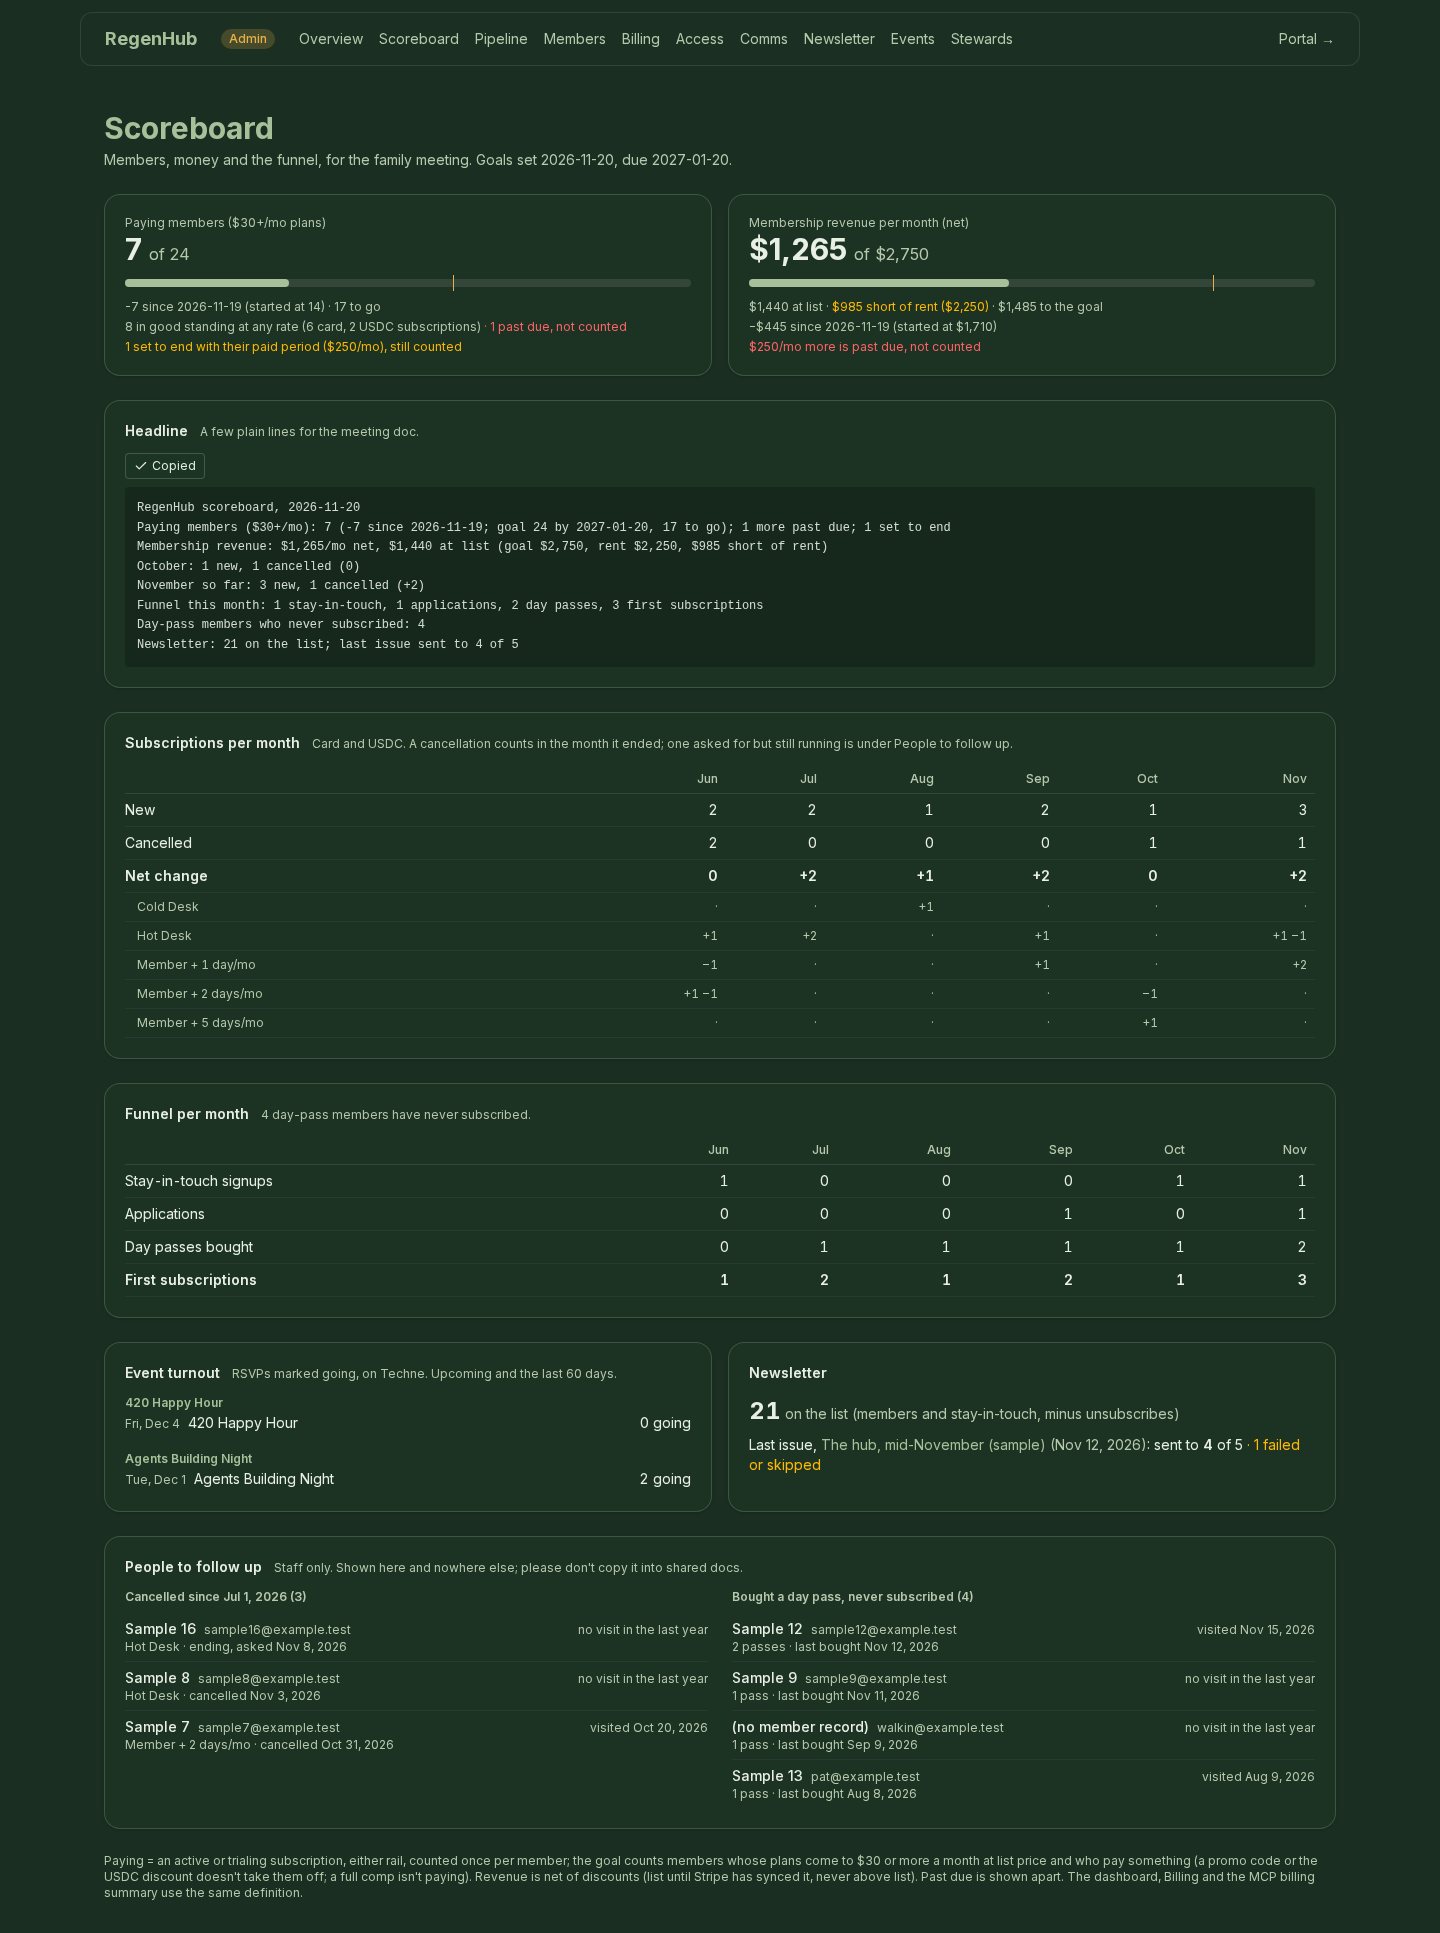 RegenHub Admin Overview Scoreboard Pipeline Members Billing Access Comms Newsletter Events Stewards Portal →
Scoreboard
Members, money and the funnel, for the family meeting. Goals set 2026-11-20, due 2027-01-20.
Paying members ($30+/mo plans)
7 of 24
-7 since 2026-11-19 (started at 14) · 17 to go
8 in good standing at any rate (6 card, 2 USDC subscriptions) · 1 past due, not counted
1 set to end with their paid period ($250/mo), still counted
Membership revenue per month (net)
$1,265 of $2,750
$1,440 at list · $985 short of rent ($2,250) · $1,485 to the goal
−$445 since 2026-11-19 (started at $1,710)
$250/mo more is past due, not counted
Headline A few plain lines for the meeting doc.
Copied
RegenHub scoreboard, 2026-11-20
Paying members ($30+/mo): 7 (-7 since 2026-11-19; goal 24 by 2027-01-20, 17 to go); 1 more past due; 1 set to end
Membership revenue: $1,265/mo net, $1,440 at list (goal $2,750, rent $2,250, $985 short of rent)
October: 1 new, 1 cancelled (0)
November so far: 3 new, 1 cancelled (+2)
Funnel this month: 1 stay-in-touch, 1 applications, 2 day passes, 3 first subscriptions
Day-pass members who never subscribed: 4
Newsletter: 21 on the list; last issue sent to 4 of 5
Subscriptions per month Card and USDC. A cancellation counts in the month it ended; one asked for but still running is under People to follow up.
Jun Jul Aug Sep Oct Nov
New 2 2 1 2 1 3
Cancelled 2 0 0 0 1 1
Net change 0 +2 +1 +2 0 +2
Cold Desk · · +1 · · ·
Hot Desk +1 +2 · +1 · +1 −1
Member + 1 day/mo −1 · · +1 · +2
Member + 2 days/mo +1 −1 · · · −1 ·
Member + 5 days/mo · · · · +1 ·
Funnel per month 4 day-pass members have never subscribed.
Jun Jul Aug Sep Oct Nov
Stay-in-touch signups 1 0 0 0 1 1
Applications 0 0 0 1 0 1
Day passes bought 0 1 1 1 1 2
First subscriptions 1 2 1 2 1 3
Event turnout RSVPs marked going, on Techne. Upcoming and the last 60 days.
420 Happy Hour
Fri, Dec 4 420 Happy Hour 0 going
Agents Building Night
Tue, Dec 1 Agents Building Night 2 going
Newsletter
21 on the list (members and stay-in-touch, minus unsubscribes)
Last issue, The hub, mid-November (sample) (Nov 12, 2026): sent to 4 of 5 · 1 failed
or skipped
People to follow up Staff only. Shown here and nowhere else; please don't copy it into shared docs.
Cancelled since Jul 1, 2026 (3)
Sample 16 sample16@example.test no visit in the last year
Hot Desk · ending, asked Nov 8, 2026
Sample 8 sample8@example.test no visit in the last year
Hot Desk · cancelled Nov 3, 2026
Sample 7 sample7@example.test visited Oct 20, 2026
Member + 2 days/mo · cancelled Oct 31, 2026
Bought a day pass, never subscribed (4)
Sample 12 sample12@example.test visited Nov 15, 2026
2 passes · last bought Nov 12, 2026
Sample 9 sample9@example.test no visit in the last year
1 pass · last bought Nov 11, 2026
(no member record) walkin@example.test no visit in the last year
1 pass · last bought Sep 9, 2026
Sample 13 pat@example.test visited Aug 9, 2026
1 pass · last bought Aug 8, 2026
Paying = an active or trialing subscription, either rail, counted once per member; the goal counts members whose plans come to $30 or more a month at list price and who pay something (a promo code or the
USDC discount doesn't take them off; a full comp isn't paying). Revenue is net of discounts (list until Stripe has synced it, never above list). Past due is shown apart. The dashboard, Billing and the MCP billing
summary use the same definition.